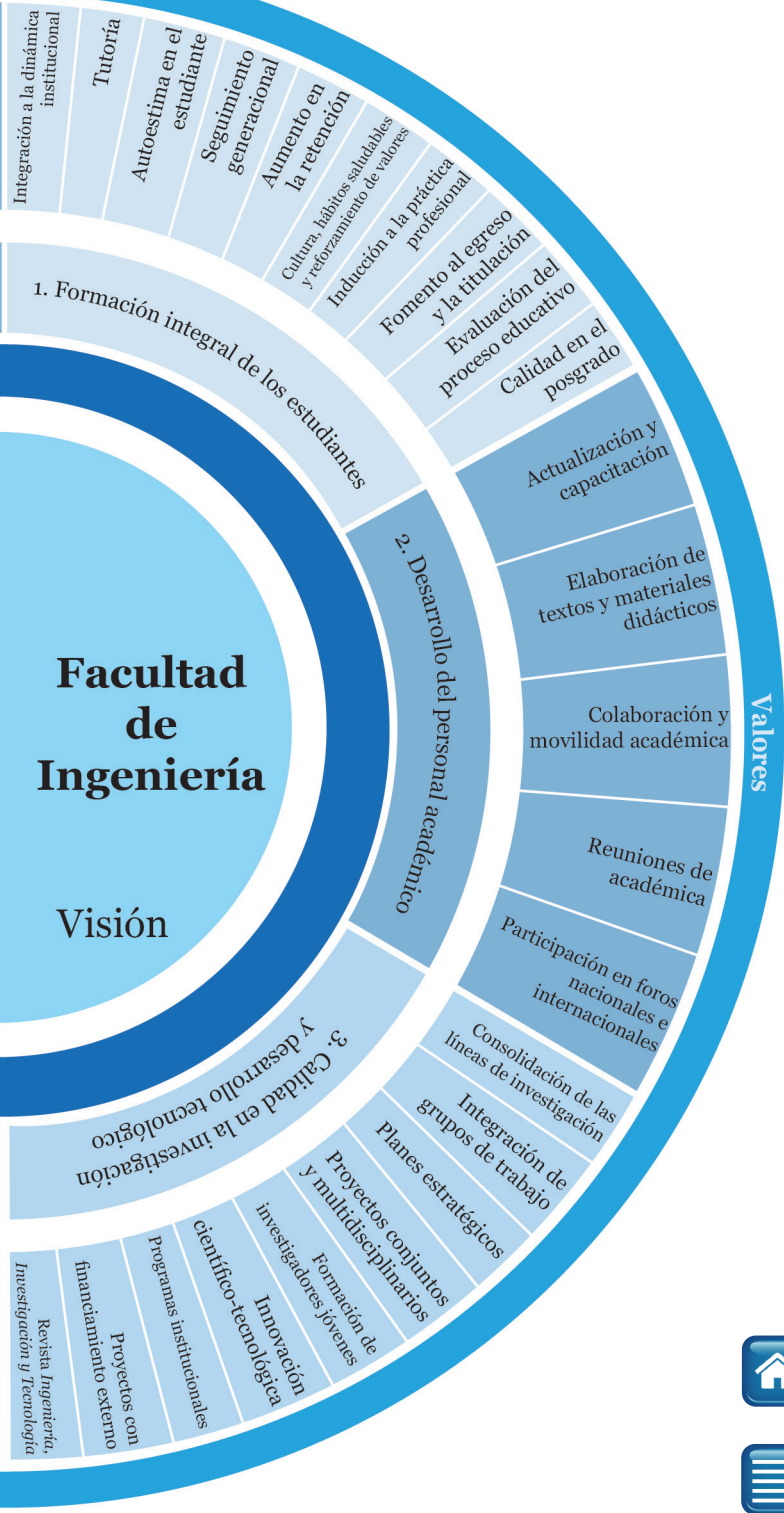 Integración a la dinámica
institucional
Tutoría
Autoestima en el
estudiante
Seguimiento
generacional
Aumento en
la retención
Cultura, hábitos saludables
y reforzamiento de valores
Inducción a la práctica
profesional
Fomento al egreso
y la titulación
Evaluación del
proceso educativo
Calidad en el
posgrado
1. Formación integral de los estudiantes
Actualización y
capacitación
Elaboración de
textos y materiales
didácticos
Colaboración y
movilidad académica
Reuniones de
académica
Participación en foros
nacionales e
internacionales
2. Desarrollo del personal académico
Valores
Facultad
de
Ingeniería
Visión
3. Calidad en la investigación
y desarrollo tecnológico
Consolidación de las
líneas de investigación
Integración de
grupos de trabajo
Planes estratégicos
Proyectos conjuntos
y multidisciplinarios
Formación de
investigadores jóvenes
Innovación
científico-tecnológica
Programas institucionales
Proyectos con
financiamiento externo
Revista Ingeniería,
Investigación y Tecnología